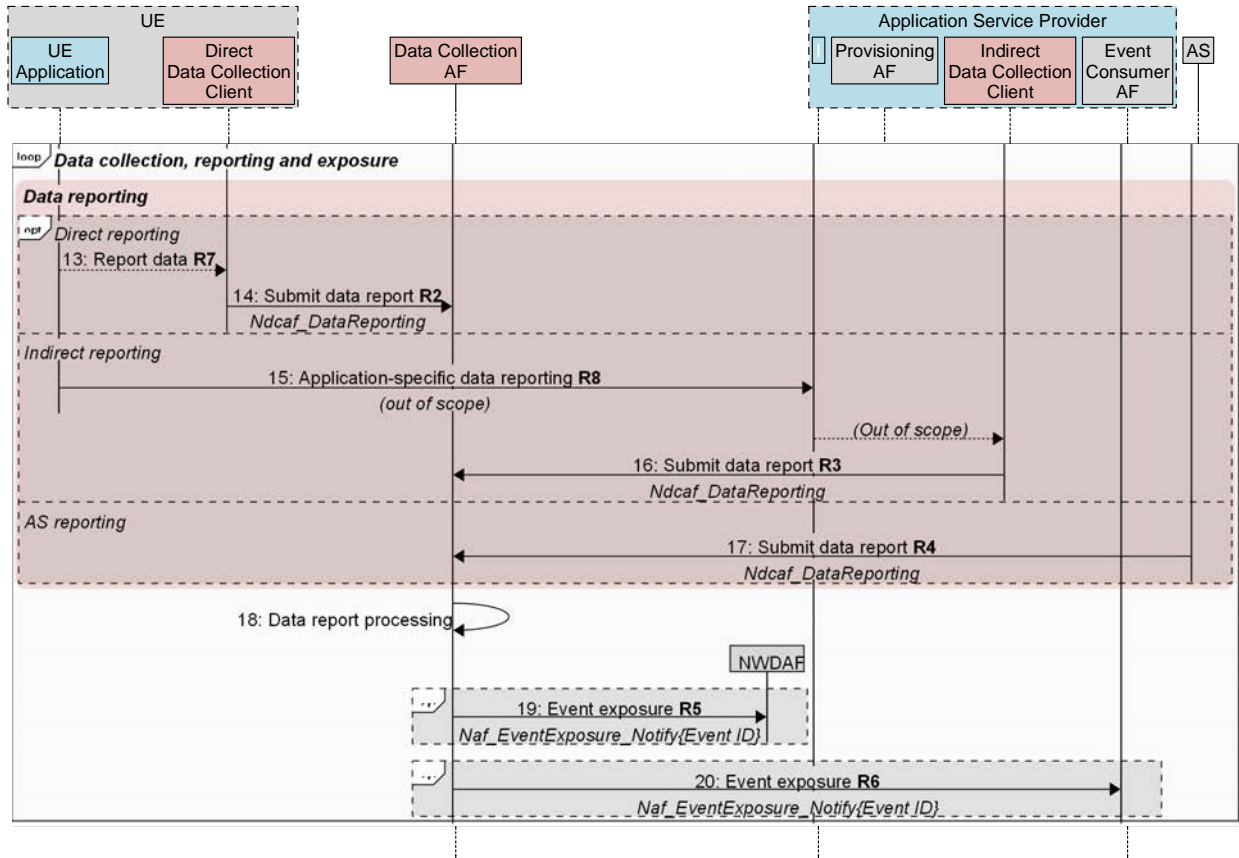 UE
Application Service Provider
UE
Application
Direct
Data Collection
Client
Data Collection
AF
Provisioning
AF
Indirect
Data Collection
Client
Event
Consumer
AF
AS
loop
Data collection, reporting and exposure
Data reporting
opt
Direct reporting
13: Report data R7
14: Submit data report R2
Ndcaf_DataReporting
Indirect reporting
15: Application-specific data reporting R8
(out of scope)
(Out of scope)
16: Submit data report R3
Ndcaf_DataReporting
AS reporting
17: Submit data report R4
Ndcaf_DataReporting
18: Data report processing
NWDAF
19: Event exposure R5
Naf_EventExposure_Notify{Event ID}
20: Event exposure R6
Naf_EventExposure_Notify{Event ID}